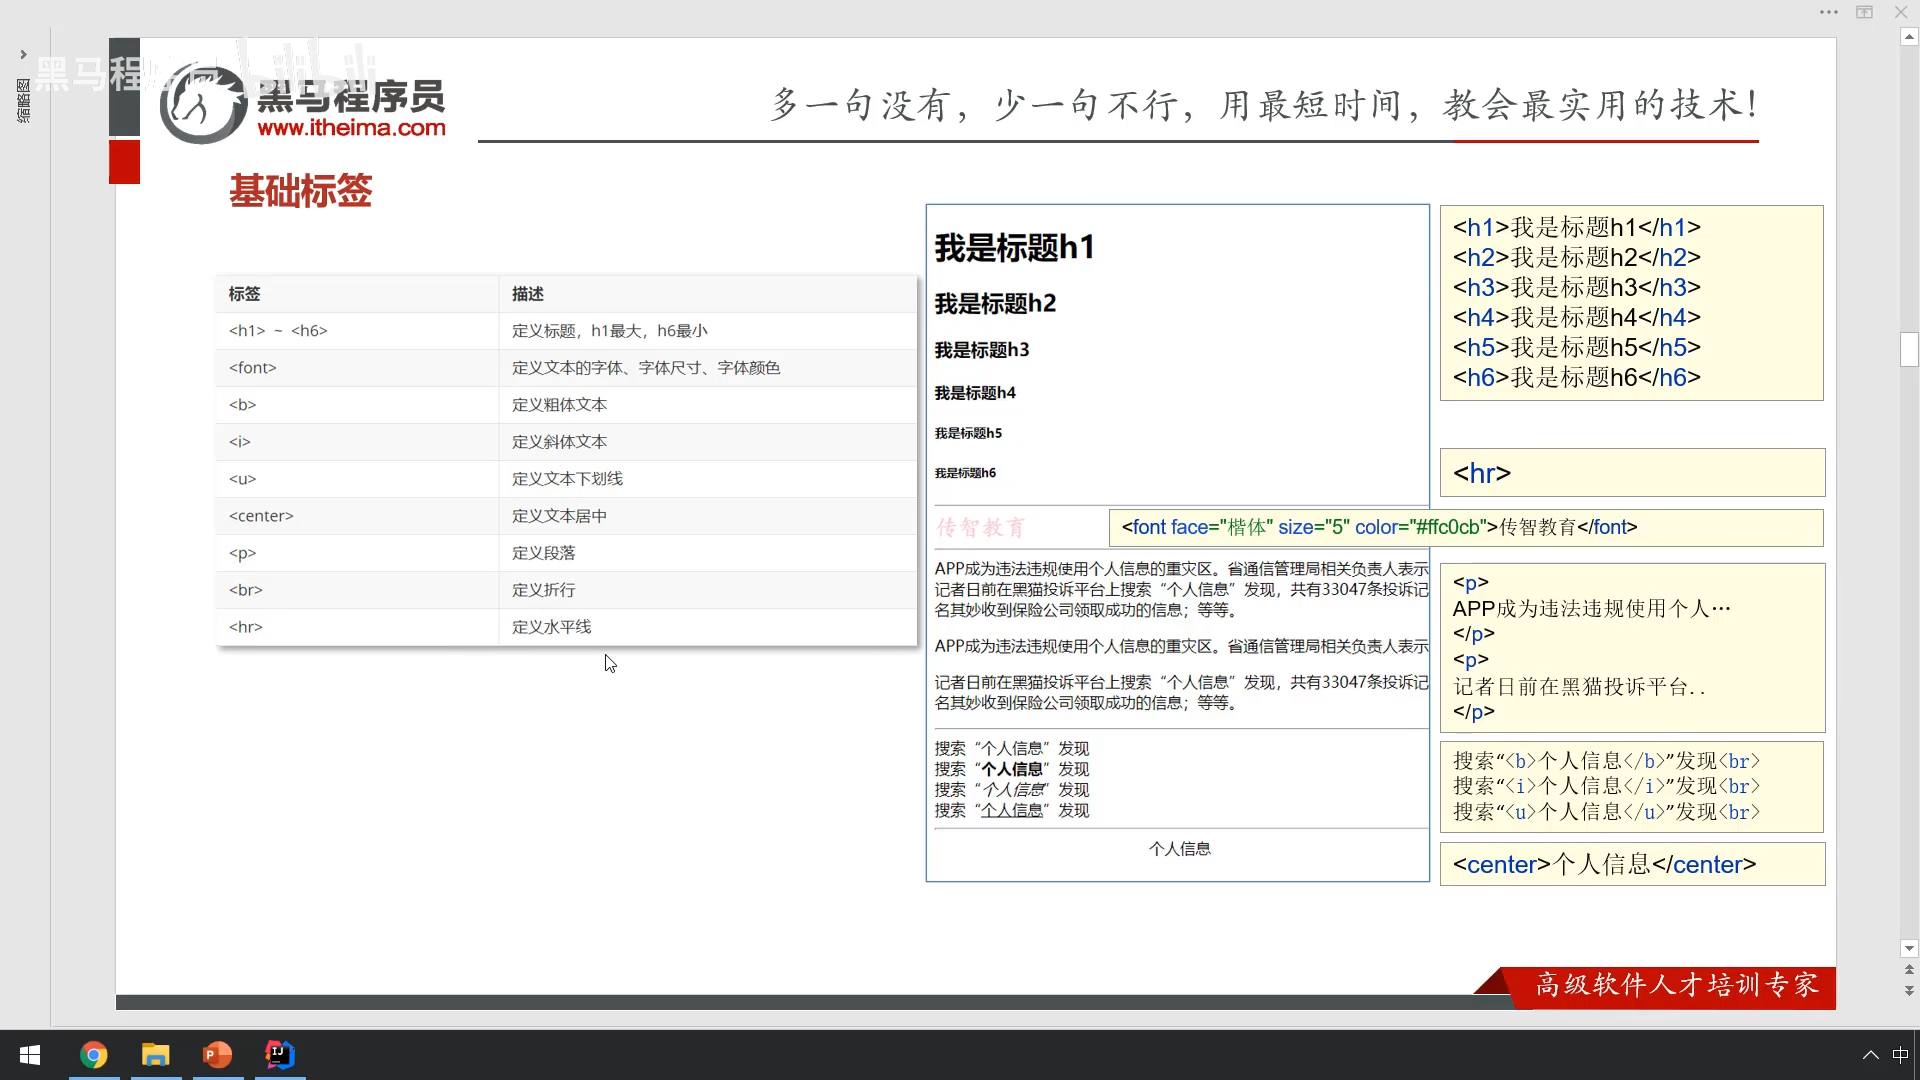 缩略图
黑马程序员 bilibili
黑马程序员
www.itheima.com
多一句没有，少一句不行，用最短时间，教会最实用的技术！
基础标签
标签 描述
<h1> ~ <h6> 定义标题，h1最大，h6最小
<font> 定义文本的字体、字体尺寸、字体颜色
<b> 定义粗体文本
<i> 定义斜体文本
<u> 定义文本下划线
<center> 定义文本居中
<p> 定义段落
<br> 定义折行
<hr> 定义水平线
我是标题h1
我是标题h2
我是标题h3
我是标题h4
我是标题h5
我是标题h6
传智教育
APP成为违法违规使用个人信息的重灾区。省通信管理局相关负责人表示
记者日前在黑猫投诉平台上搜索“个人信息”发现，共有33047条投诉记
名其妙收到保险公司领取成功的信息；等等。
APP成为违法违规使用个人信息的重灾区。省通信管理局相关负责人表示
记者日前在黑猫投诉平台上搜索“个人信息”发现，共有33047条投诉记
名其妙收到保险公司领取成功的信息；等等。
搜索“个人信息”发现
搜索“个人信息”发现
搜索“个人信息”发现
搜索“个人信息”发现
个人信息
<h1>我是标题h1</h1>
<h2>我是标题h2</h2>
<h3>我是标题h3</h3>
<h4>我是标题h4</h4>
<h5>我是标题h5</h5>
<h6>我是标题h6</h6>
<hr>
<font face="楷体" size="5" color="#ffc0cb">传智教育</font>
<p>
APP成为违法违规使用个人…
</p>
<p>
记者日前在黑猫投诉平台..
</p>
搜索“<b>个人信息</b>”发现<br>
搜索“<i>个人信息</i>”发现<br>
搜索“<u>个人信息</u>”发现<br>
<center>个人信息</center>
高级软件人才培训专家
中